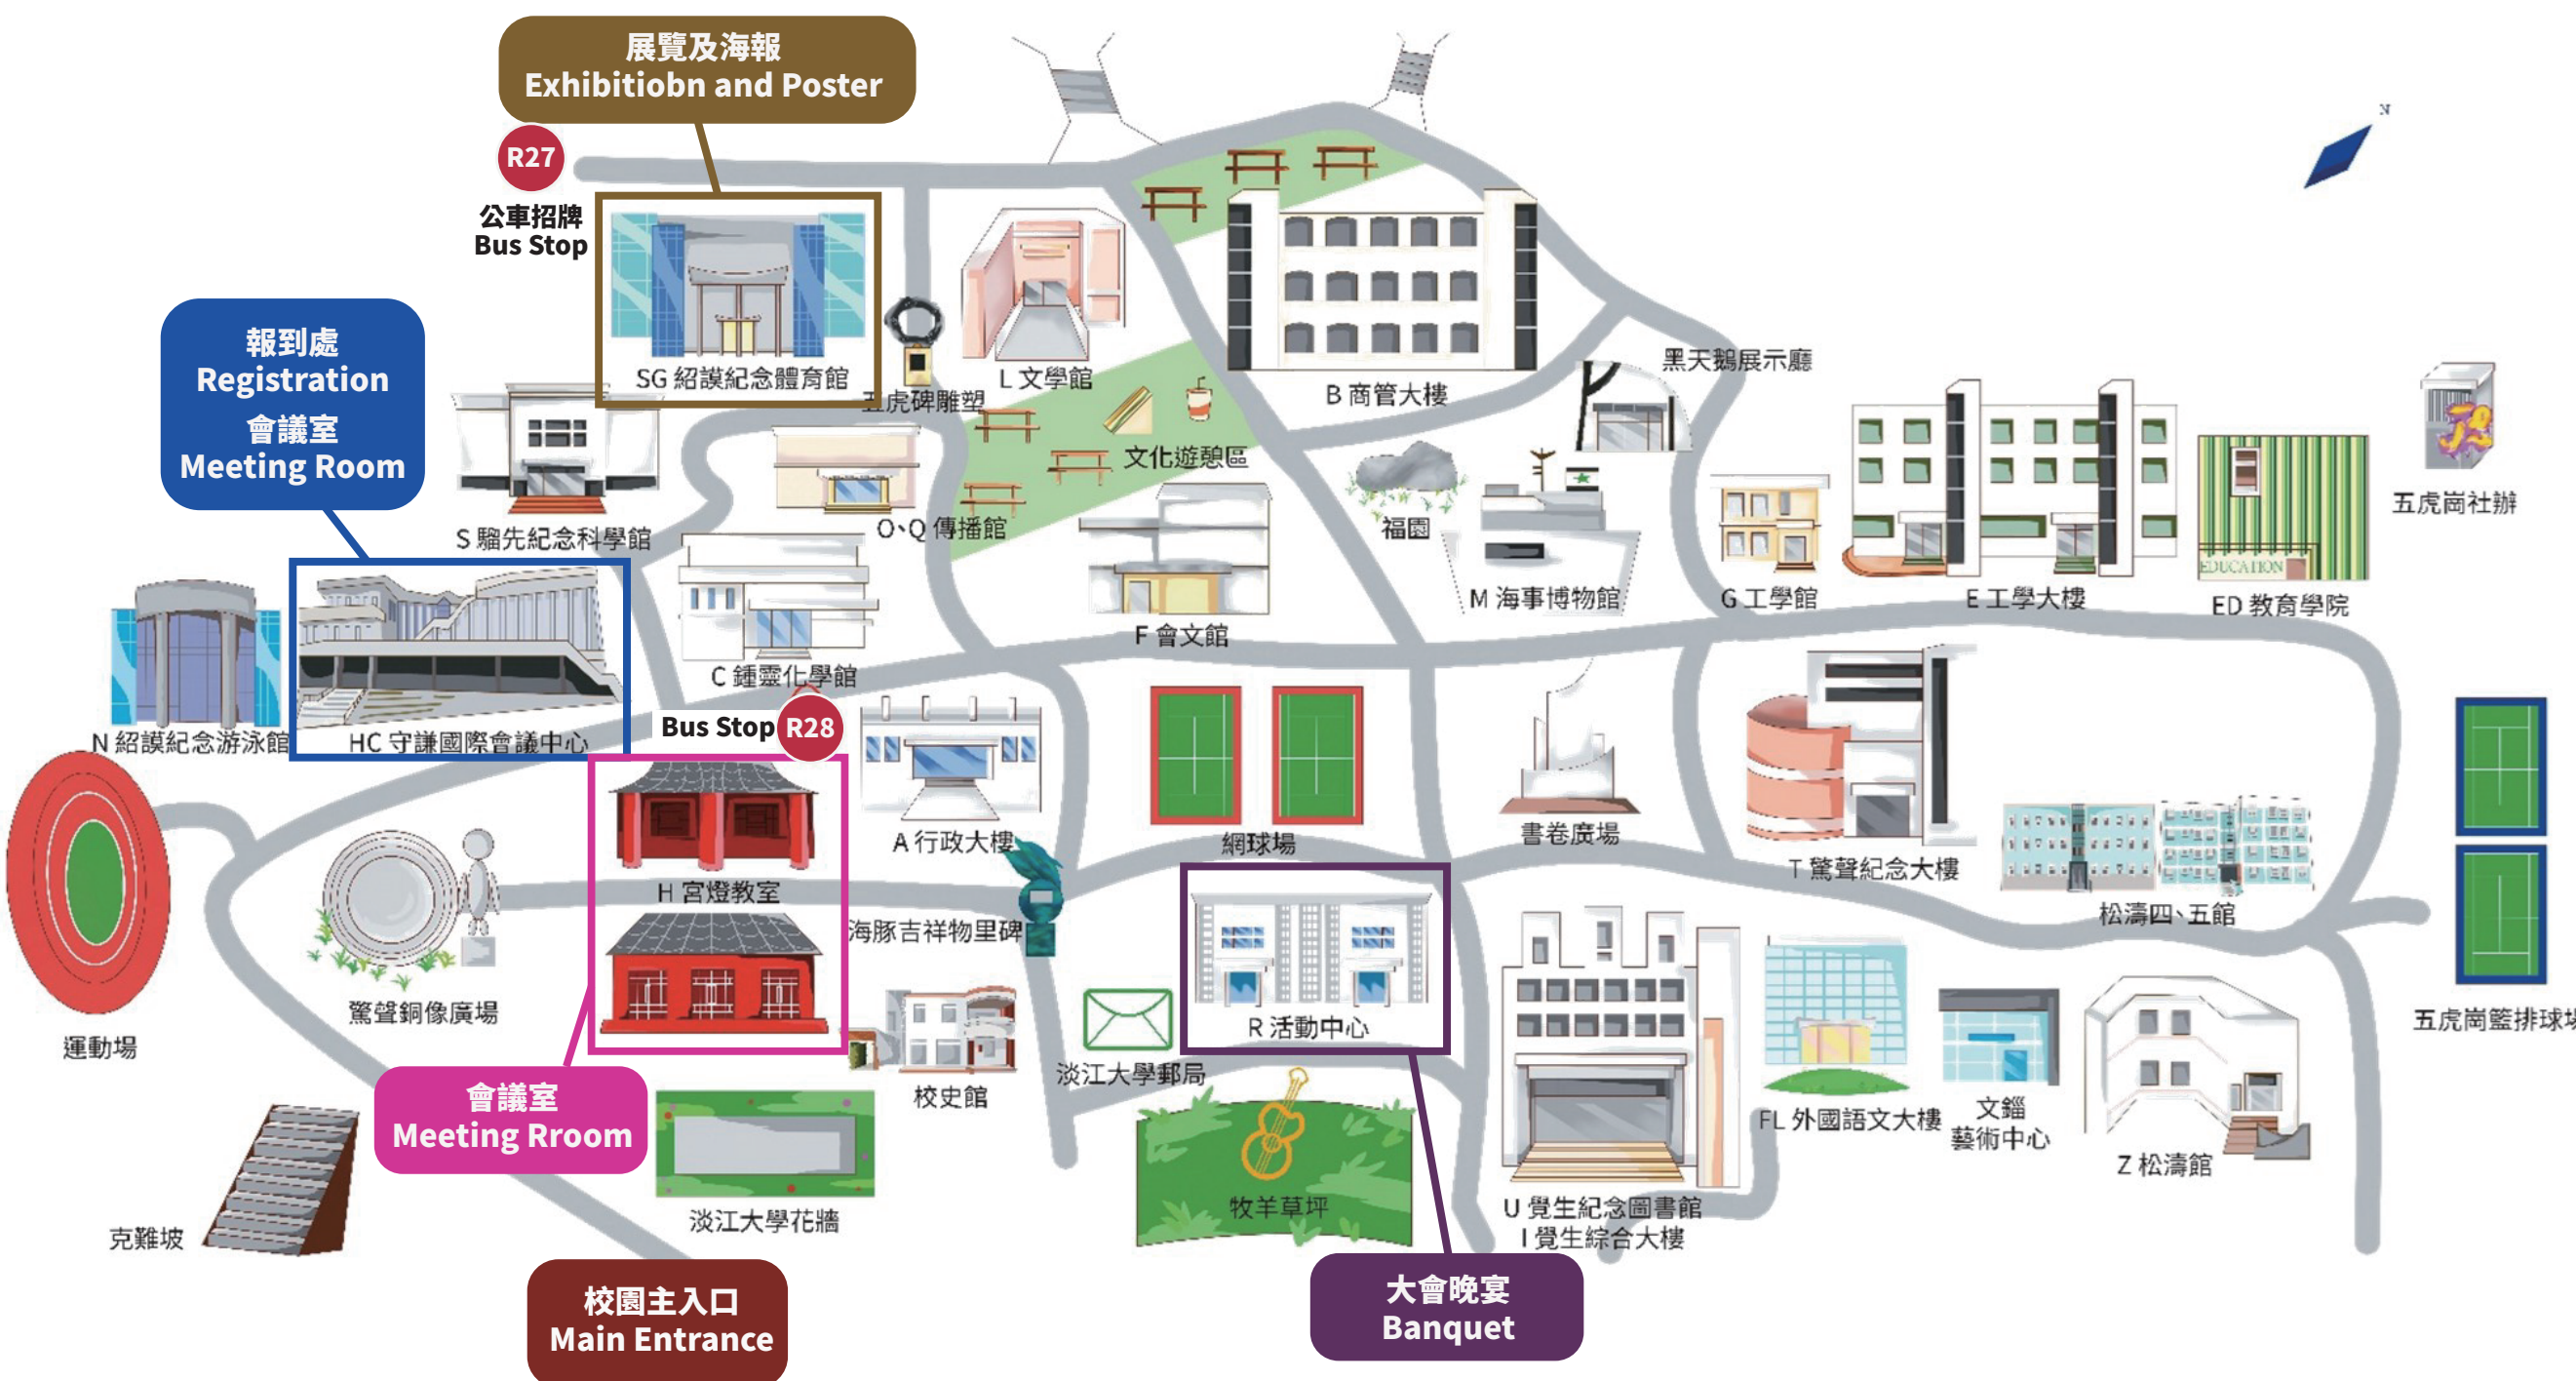 展覽及海報
Exhibitiobn and Poster
N
R27
公車招牌
Bus Stop
報到處
Registration
會議室
Meeting Room
SG 紹謨紀念體育館
五虎碑雕塑
L 文學館
B 商管大樓
黑天鵝展示廳
文化遊憩區
S 騮先紀念科學館
O、Q 傳播館
福園
五虎崗社辦
EDUCATION
M 海事博物館
G 工學館
E 工學大樓
ED 教育學院
F 會文館
C 鍾靈化學館
N 紹謨紀念游泳館
HC 守謙國際會議中心
Bus Stop
R28
A 行政大樓
網球場
書卷廣場
T 驚聲紀念大樓
H 宮燈教室
海豚吉祥物里碑
松濤四、五館
驚聲銅像廣場
運動場
R 活動中心
五虎崗籃排球場
淡江大學郵局
校史館
會議室
Meeting Rroom
FL 外國語文大樓
文錙
藝術中心
Z 松濤館
克難坡
淡江大學花牆
牧羊草坪
U 覺生紀念圖書館
I 覺生綜合大樓
校園主入口
Main Entrance
大會晚宴
Banquet